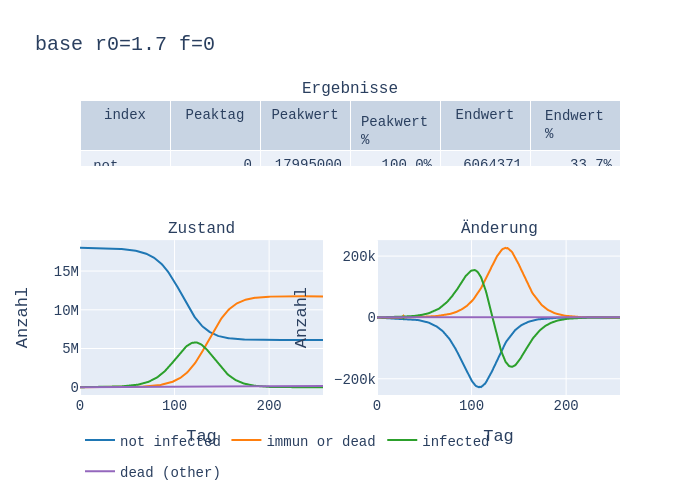 base r0=1.7 f=0
Ergebnisse
index Peaktag Peakwert Peakwert % Endwert Endwert %
not 0 17995000 100.0% 6064371 33.7%
Zustand
Änderung
Anzahl
15M
10M
5M
0
0 100 200
Tag
Anzahl
200k
0
−200k
0 100 200
Tag
not infected immun or dead infected
dead (other)